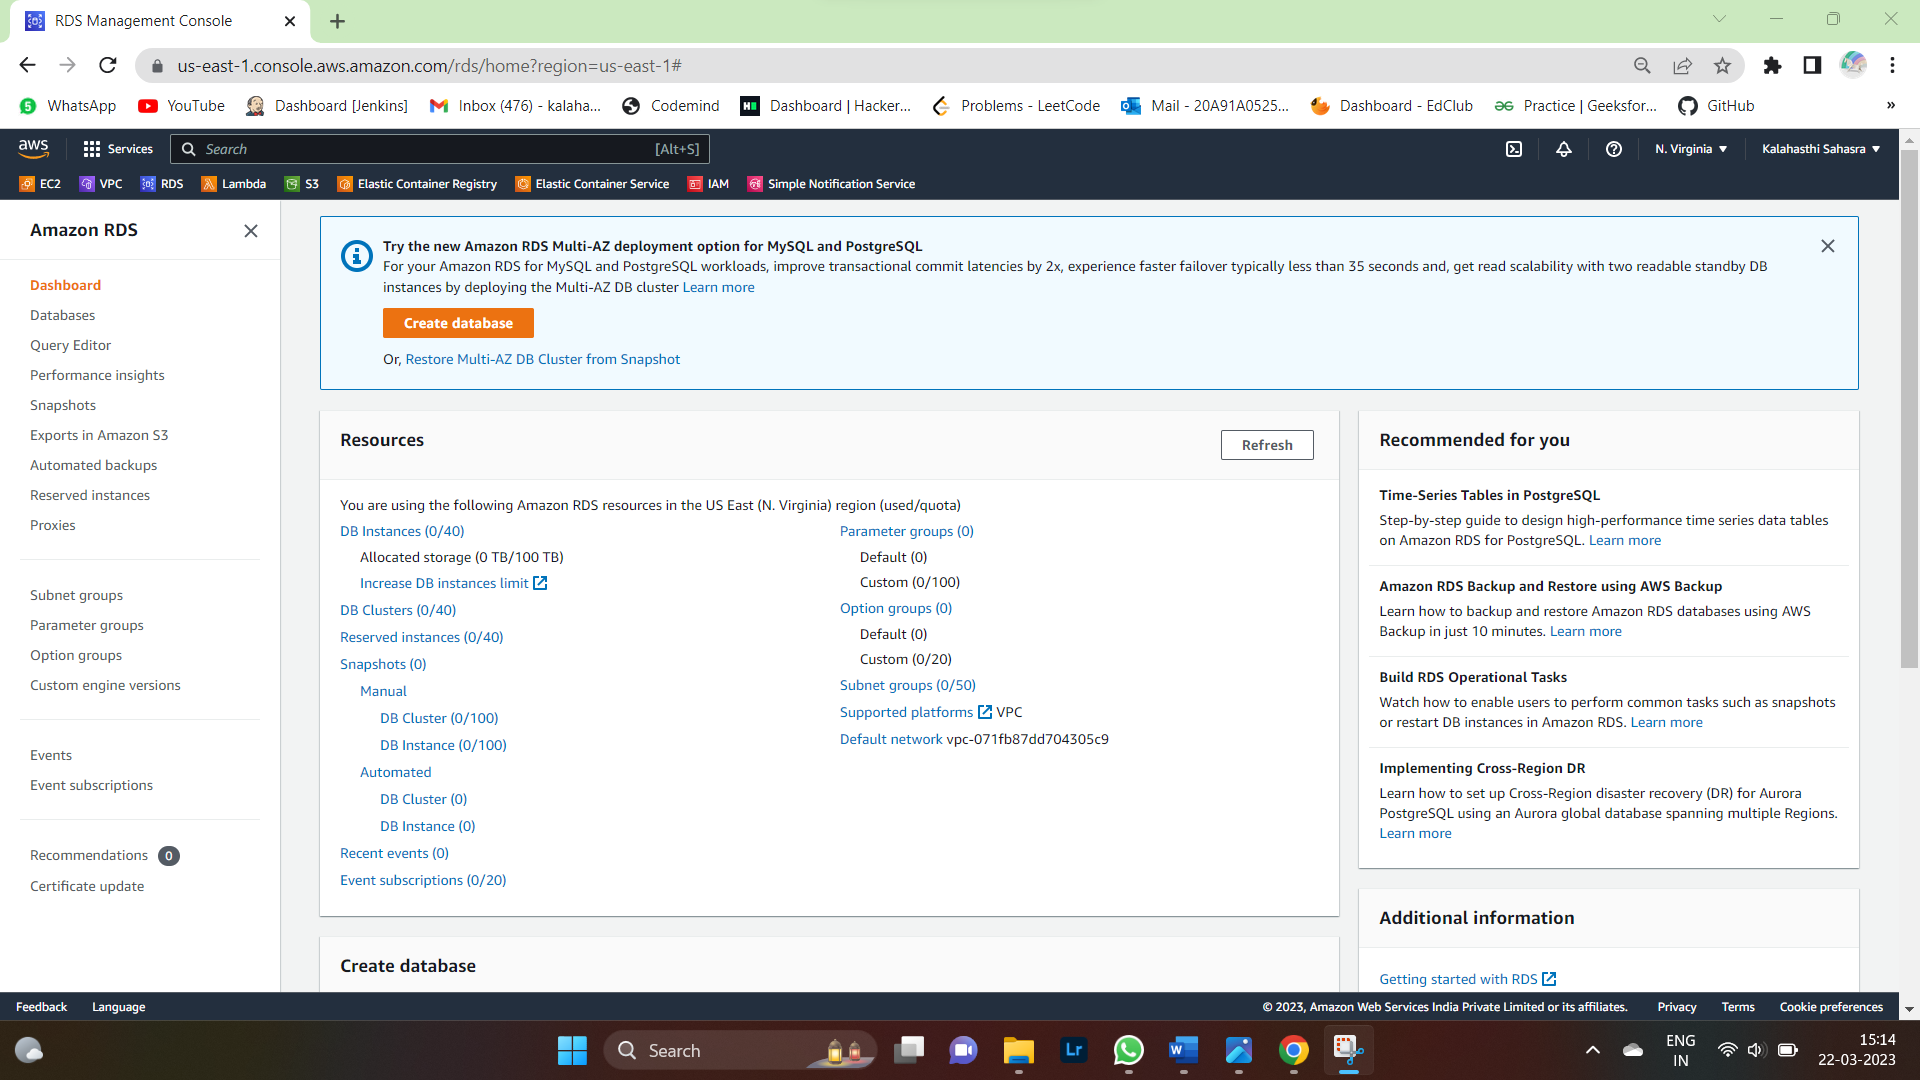 RDS Management Console
us-east-1.console.aws.amazon.com/rds/home?region=us-east-1#
WhatsApp
YouTube
Dashboard [Jenkins]
Inbox (476) - kalaha...
Codemind
Dashboard | Hacker...
Problems - LeetCode
Mail - 20A91A0525...
Dashboard - EdClub
Practice | Geeksfor...
GitHub
»
aws
Services
Search
[Alt+S]
N. Virginia
Kalahasthi Sahasra
EC2
VPC
RDS
Lambda
S3
Elastic Container Registry
Elastic Container Service
IAM
Simple Notification Service
Amazon RDS
Dashboard
Databases
Query Editor
Performance insights
Snapshots
Exports in Amazon S3
Automated backups
Reserved instances
Proxies
Subnet groups
Parameter groups
Option groups
Custom engine versions
Events
Event subscriptions
Recommendations 0
Certificate update
Try the new Amazon RDS Multi-AZ deployment option for MySQL and PostgreSQL
For your Amazon RDS for MySQL and PostgreSQL workloads, improve transactional commit latencies by 2x, experience faster failover typically less than 35 seconds and, get read scalability with two readable standby DB
instances by deploying the Multi-AZ DB cluster Learn more
Create database
Or, Restore Multi-AZ DB Cluster from Snapshot
Resources
Refresh
You are using the following Amazon RDS resources in the US East (N. Virginia) region (used/quota)
DB Instances (0/40)
Allocated storage (0 TB/100 TB)
Increase DB instances limit
DB Clusters (0/40)
Reserved instances (0/40)
Snapshots (0)
Manual
DB Cluster (0/100)
DB Instance (0/100)
Automated
DB Cluster (0)
DB Instance (0)
Recent events (0)
Event subscriptions (0/20)
Parameter groups (0)
Default (0)
Custom (0/100)
Option groups (0)
Default (0)
Custom (0/20)
Subnet groups (0/50)
Supported platforms VPC
Default network vpc-071fb87dd704305c9
Create database
Recommended for you
Time-Series Tables in PostgreSQL
Step-by-step guide to design high-performance time series data tables
on Amazon RDS for PostgreSQL. Learn more
Amazon RDS Backup and Restore using AWS Backup
Learn how to backup and restore Amazon RDS databases using AWS
Backup in just 10 minutes. Learn more
Build RDS Operational Tasks
Watch how to enable users to perform common tasks such as snapshots
or restart DB instances in Amazon RDS. Learn more
Implementing Cross-Region DR
Learn how to set up Cross-Region disaster recovery (DR) for Aurora
PostgreSQL using an Aurora global database spanning multiple Regions.
Learn more
Additional information
Getting started with RDS
Feedback
Language
© 2023, Amazon Web Services India Private Limited or its affiliates.
Privacy
Terms
Cookie preferences
Search
Lr
W
ENG
IN
15:14
22-03-2023